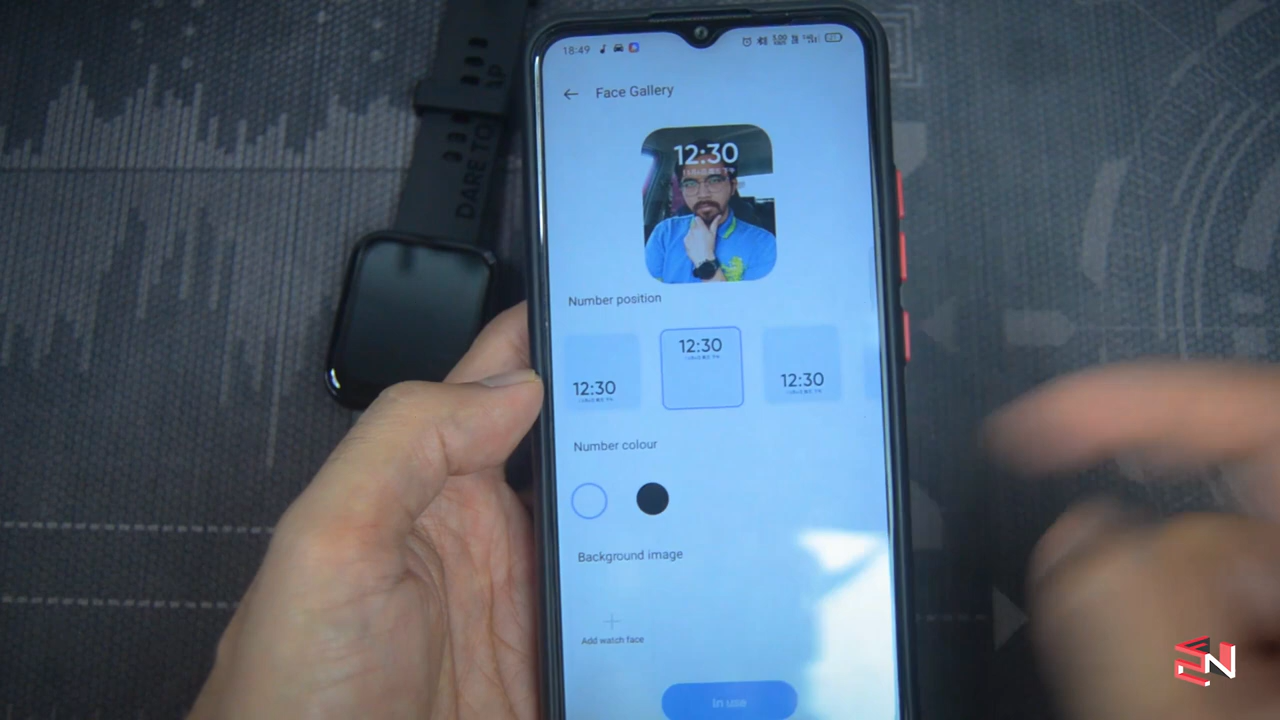 18:49
Face Gallery
12:30
Number position
12:30
12:30
12:30
Number colour
Background image
Add watch face
In use
DARE TO